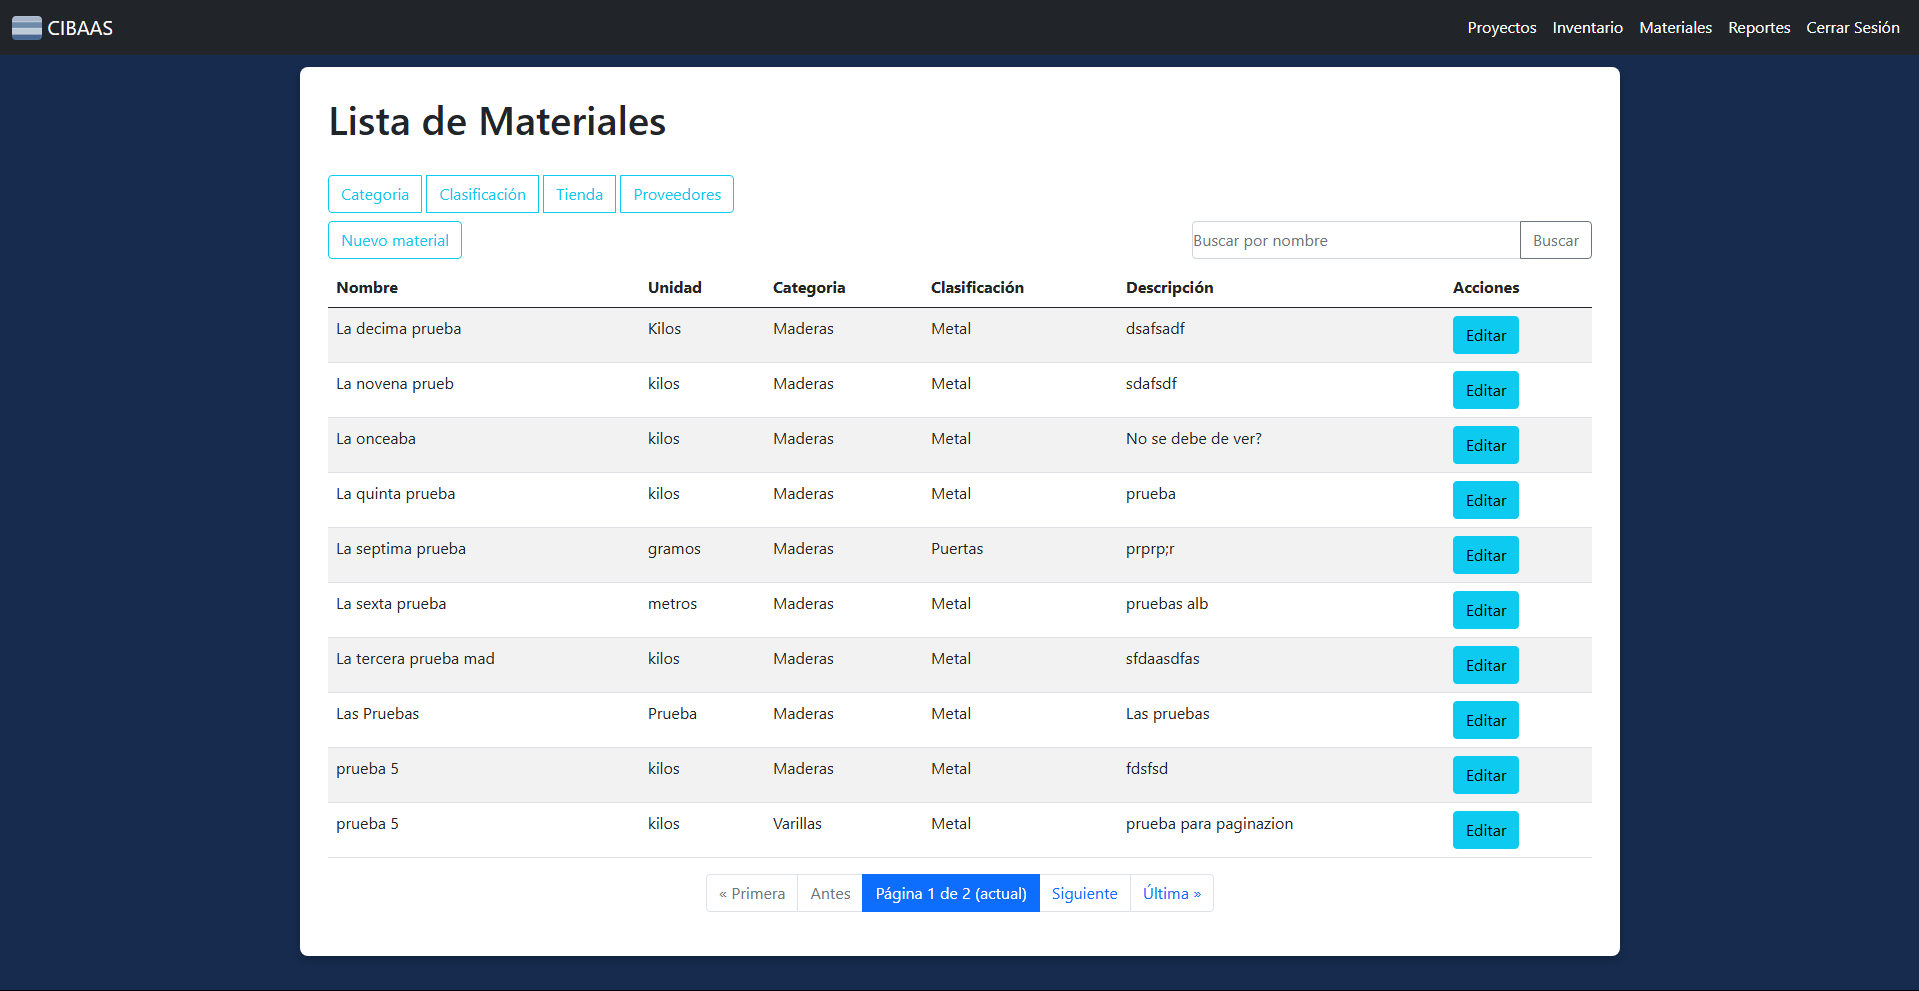 CIBAAS Proyectos Inventario Materiales Reportes Cerrar Sesión
Lista de Materiales
Categoria Clasificación Tienda Proveedores
Nuevo material Buscar por nombre Buscar
Nombre Unidad Categoria Clasificación Descripción Acciones
La decima prueba Kilos Maderas Metal dsafsadf Editar
La novena prueb kilos Maderas Metal sdafsdf Editar
La onceaba kilos Maderas Metal No se debe de ver? Editar
La quinta prueba kilos Maderas Metal prueba Editar
La septima prueba gramos Maderas Puertas prprp;r Editar
La sexta prueba metros Maderas Metal pruebas alb Editar
La tercera prueba mad kilos Maderas Metal sfdaasdfas Editar
Las Pruebas Prueba Maderas Metal Las pruebas Editar
prueba 5 kilos Maderas Metal fdsfsd Editar
prueba 5 kilos Varillas Metal prueba para paginazion Editar
« Primera Antes Página 1 de 2 (actual) Siguiente Última »